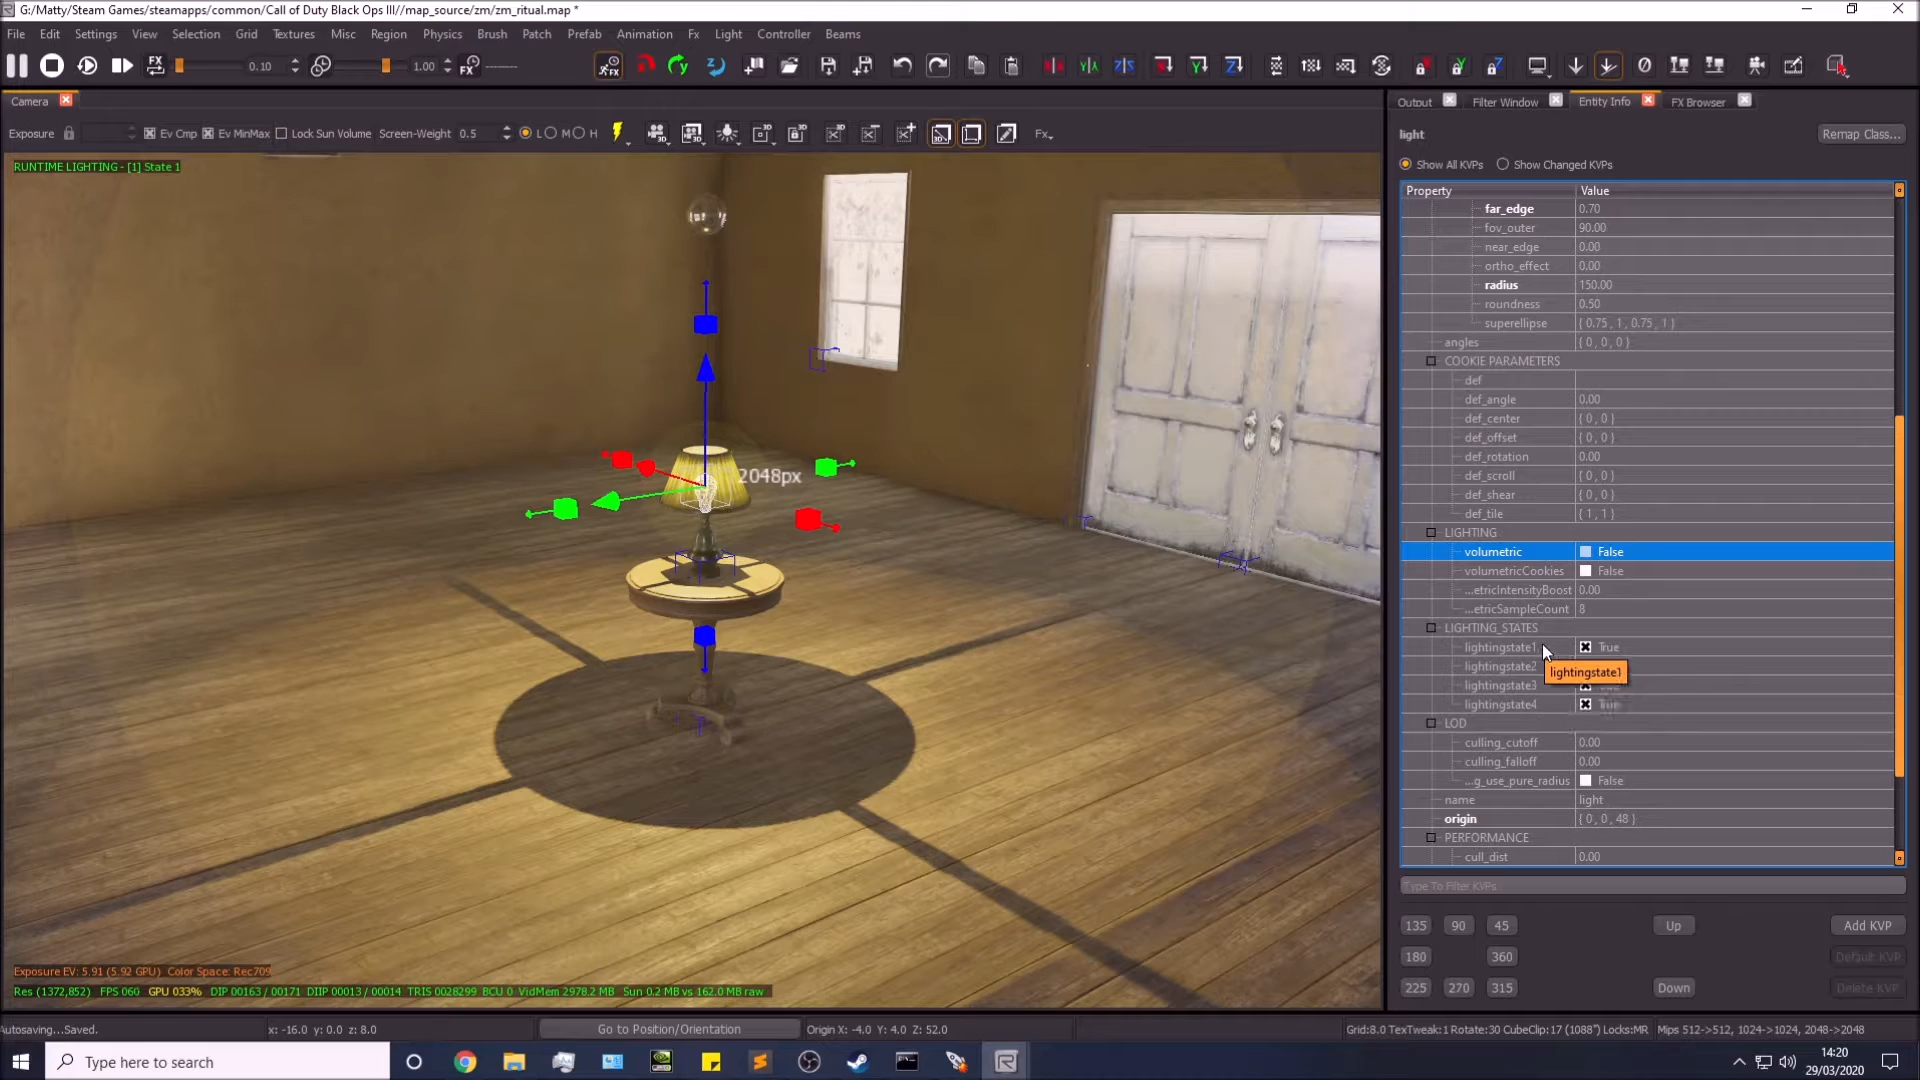 G:/Matty/Steam Games/steamapps/common/Call of Duty Black Ops III//map_source/zm/zm_ritual.map *
File Edit Settings View Selection Grid Textures Misc Region Physics Brush Patch Prefab Animation Fx Light Controller Beams
FX 0.10 1.00 FX
Camera
Output Filter Window Entity Info FX Browser
Exposure Ev Cmp Ev MinMax Lock Sun Volume Screen-Weight 0.5 L M H Fx
light Remap Class...
RUNTIME LIGHTING - [1] State 1
Show All KVPs Show Changed KVPs
Property Value
far_edge 0.70
fov_outer 90.00
near_edge 0.00
ortho_effect 0.00
radius 150.00
roundness 0.50
superellipse { 0.75 , 1 , 0.75 , 1 }
angles { 0 , 0 , 0 }
COOKIE PARAMETERS
def
def_angle 0.00
def_center { 0 , 0 }
def_offset { 0 , 0 }
def_rotation 0.00
def_scroll { 0 , 0 }
def_shear { 0 , 0 }
def_tile { 1 , 1 }
2048px
LIGHTING
volumetric False
volumetricCookies False
...etricIntensityBoost 0.00
...etricSampleCount 8
LIGHTING_STATES
lightingstate1 True
lightingstate2
lightingstate1
lightingstate3
lightingstate4 True
LOD
culling_cutoff 0.00
culling_falloff 0.00
...g_use_pure_radius False
name light
origin { 0 , 0 , 48 }
PERFORMANCE
cull_dist 0.00
Type To Filter KVPs
135 90 45 Up Add KVP
180 360 Default KVP
225 270 315 Down Delete KVP
Exposure EV: 5.91 (5.92 GPU) Color Space: Rec709
Res (1372,852) FPS 060 GPU 033% DIP 00163 / 00171 DIIP 00013 / 00014 TRIS 0028299 BCU 0 VidMem 2978.2 MB Sun 0.2 MB vs 162.0 MB raw
Autosaving...Saved. x: -16.0 y: 0.0 z: 8.0 Go to Position/Orientation Origin X: -4.0 Y: 4.0 Z: 52.0 Grid:8.0 TexTweak:1 Rotate:30 CubeClip:17 (1088") Locks:MR Mips 512->512, 1024->1024, 2048->2048
Type here to search
14:20
29/03/2020